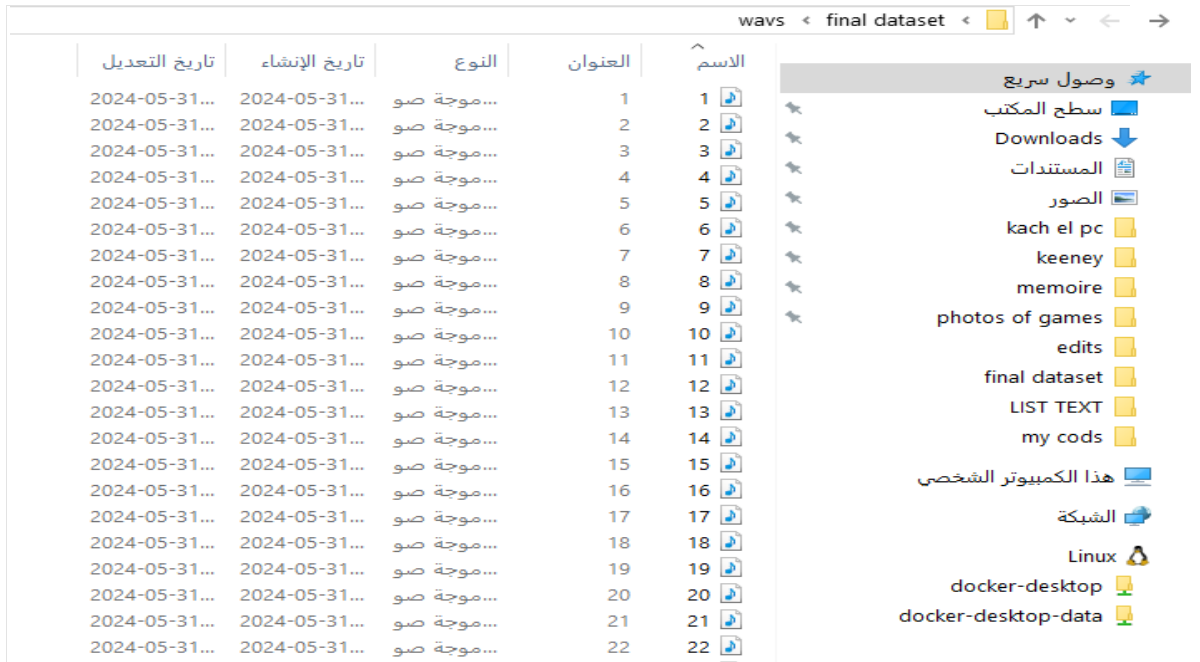 final dataset › wavs
الاسم العنوان النوع تاريخ الإنشاء تاريخ التعديل
1 1 موجة صو... 2024-05-31... 2024-05-31...
2 2 موجة صو... 2024-05-31... 2024-05-31...
3 3 موجة صو... 2024-05-31... 2024-05-31...
4 4 موجة صو... 2024-05-31... 2024-05-31...
5 5 موجة صو... 2024-05-31... 2024-05-31...
6 6 موجة صو... 2024-05-31... 2024-05-31...
7 7 موجة صو... 2024-05-31... 2024-05-31...
8 8 موجة صو... 2024-05-31... 2024-05-31...
9 9 موجة صو... 2024-05-31... 2024-05-31...
10 10 موجة صو... 2024-05-31... 2024-05-31...
11 11 موجة صو... 2024-05-31... 2024-05-31...
12 12 موجة صو... 2024-05-31... 2024-05-31...
13 13 موجة صو... 2024-05-31... 2024-05-31...
14 14 موجة صو... 2024-05-31... 2024-05-31...
15 15 موجة صو... 2024-05-31... 2024-05-31...
16 16 موجة صو... 2024-05-31... 2024-05-31...
17 17 موجة صو... 2024-05-31... 2024-05-31...
18 18 موجة صو... 2024-05-31... 2024-05-31...
19 19 موجة صو... 2024-05-31... 2024-05-31...
20 20 موجة صو... 2024-05-31... 2024-05-31...
21 21 موجة صو... 2024-05-31... 2024-05-31...
22 22 موجة صو... 2024-05-31... 2024-05-31...
وصول سريع
سطح المكتب
Downloads
المستندات
الصور
kach el pc
keeney
memoire
photos of games
edits
final dataset
LIST TEXT
my cods
هذا الكمبيوتر الشخصي
الشبكة
Linux
docker-desktop
docker-desktop-data